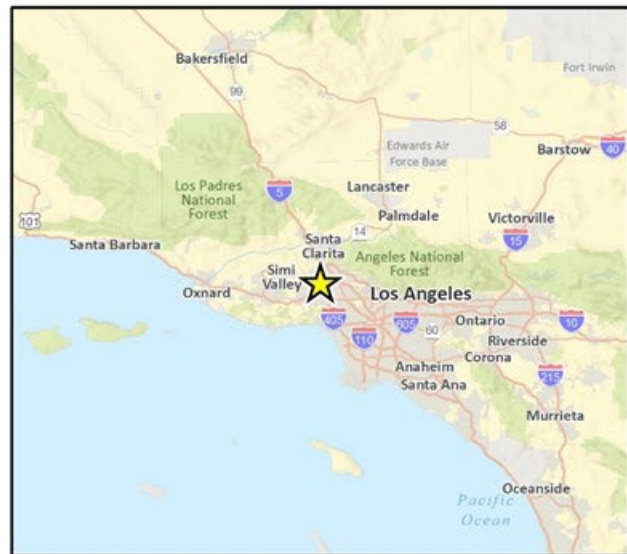 Bakersfield
Fort Irwin
99
58
Edwards Air
Force Base
Barstow
40
Los Padres
National
Forest
5
Lancaster
Palmdale
101
Santa Barbara
Santa
Clarita
14
Victorville
15
Angeles National
Forest
Simi
Valley
Oxnard
Los Angeles
405
605
60
Ontario
10
110
Riverside
Corona
Anaheim
Santa Ana
215
Murrieta
Oceanside
Pacific
Ocean